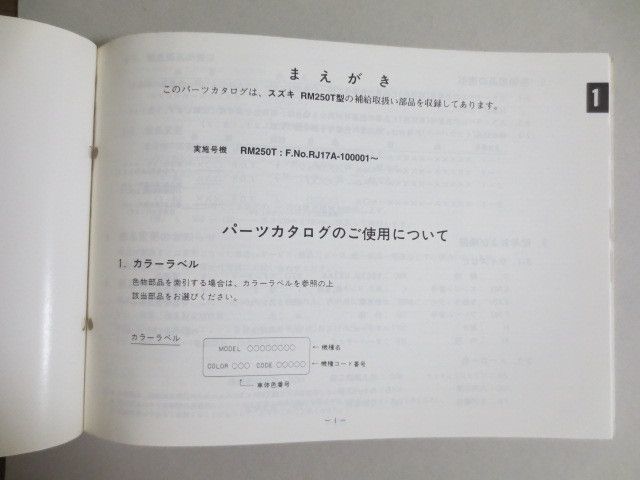 まえがき
1
このパーツカタログは、スズキ RM250T型の補給取扱い部品を収録してあります。
実施号機 RM250T : F.No.RJ17A-100001～
パーツカタログのご使用について
1. カラーラベル
色物部品を索引する場合は、カラーラベルを参照の上
該当部品をお選びください。
カラーラベル
MODEL ○○○○○○○○ ←機種名
COLOR ○○○ CODE ○○○○○ ←機種コード番号
車体色番号